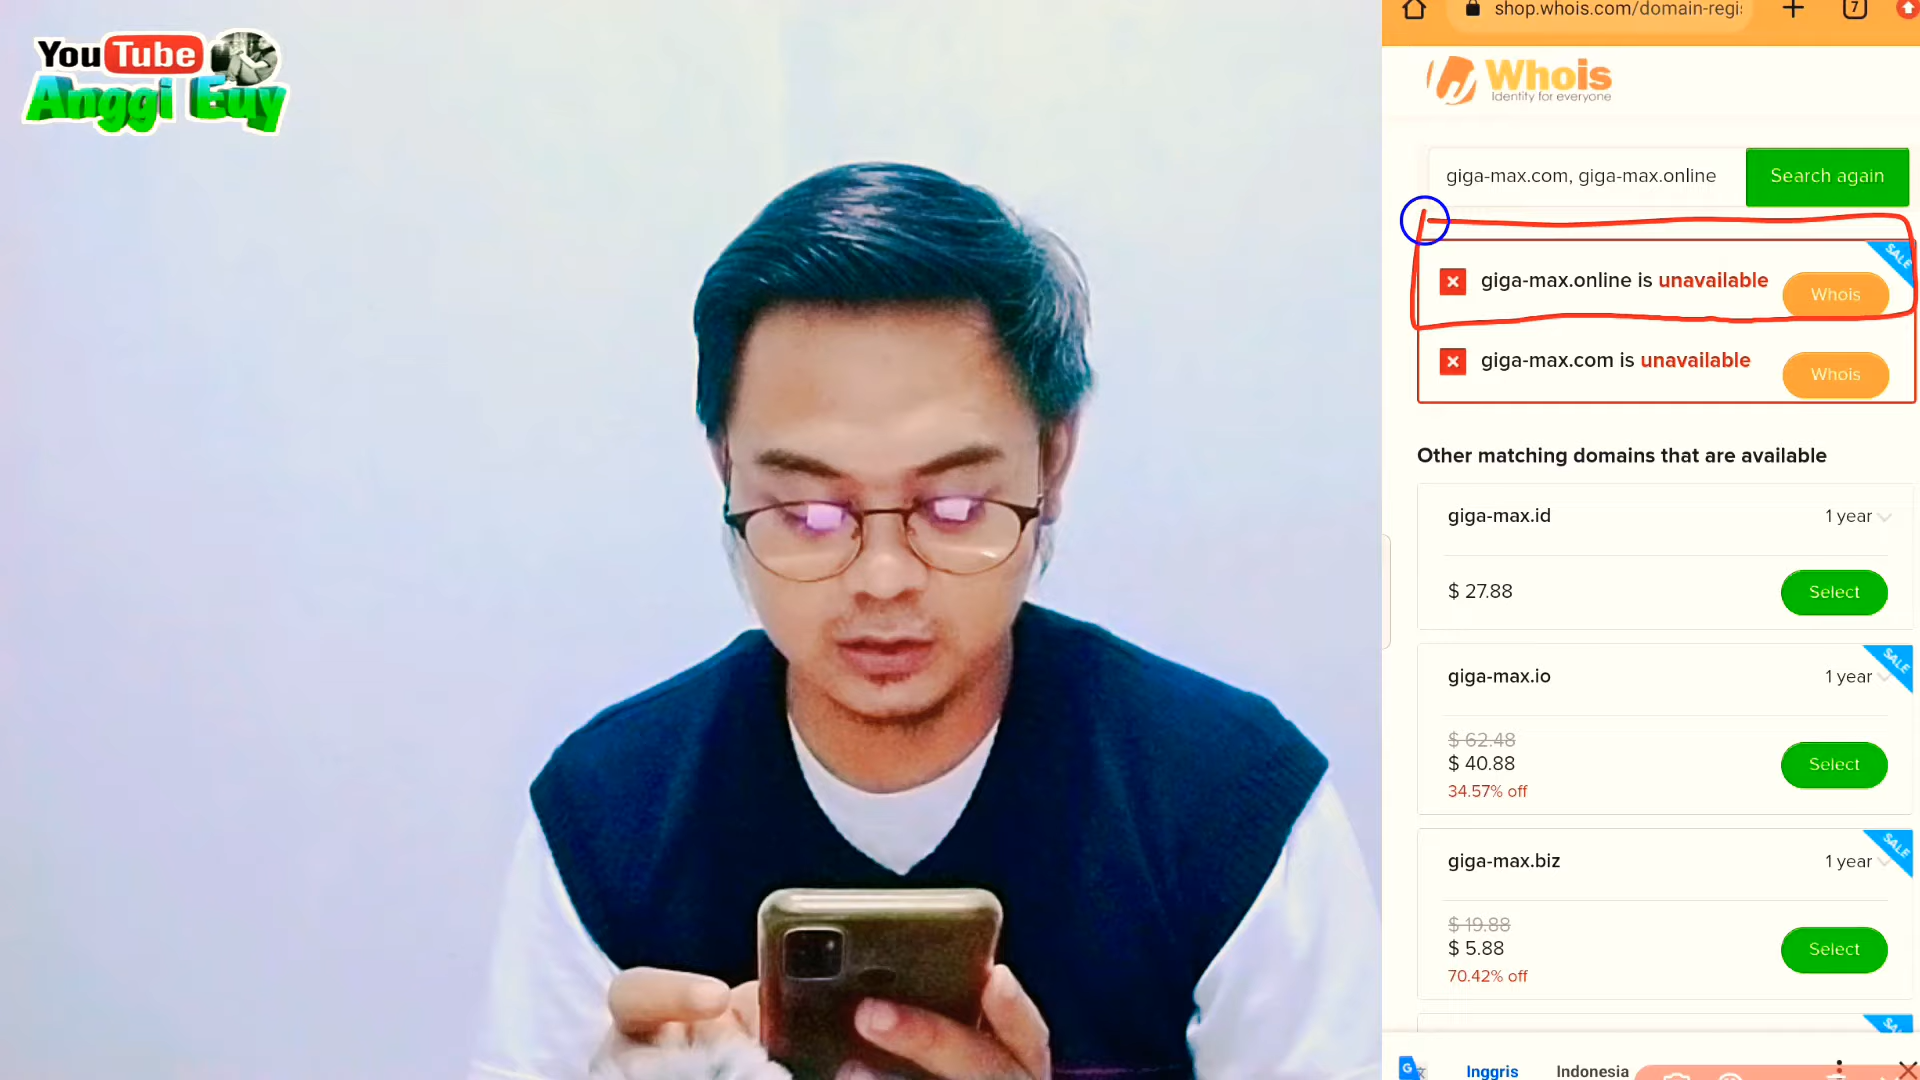 YouTube
Anggi Euy
7
shop.whois.com/domain-regi
Whois
Identity for everyone
giga-max.com, giga-max.online
Search again
SALE
giga-max.online is unavailable
Whois
giga-max.com is unavailable
Whois
Other matching domains that are available
giga-max.id
1 year
$ 27.88
Select
SALE
giga-max.io
1 year
$ 62.48
$ 40.88
34.57% off
Select
SALE
giga-max.biz
1 year
$ 19.88
$ 5.88
70.42% off
Select
SALE
G
Inggris
Indonesia